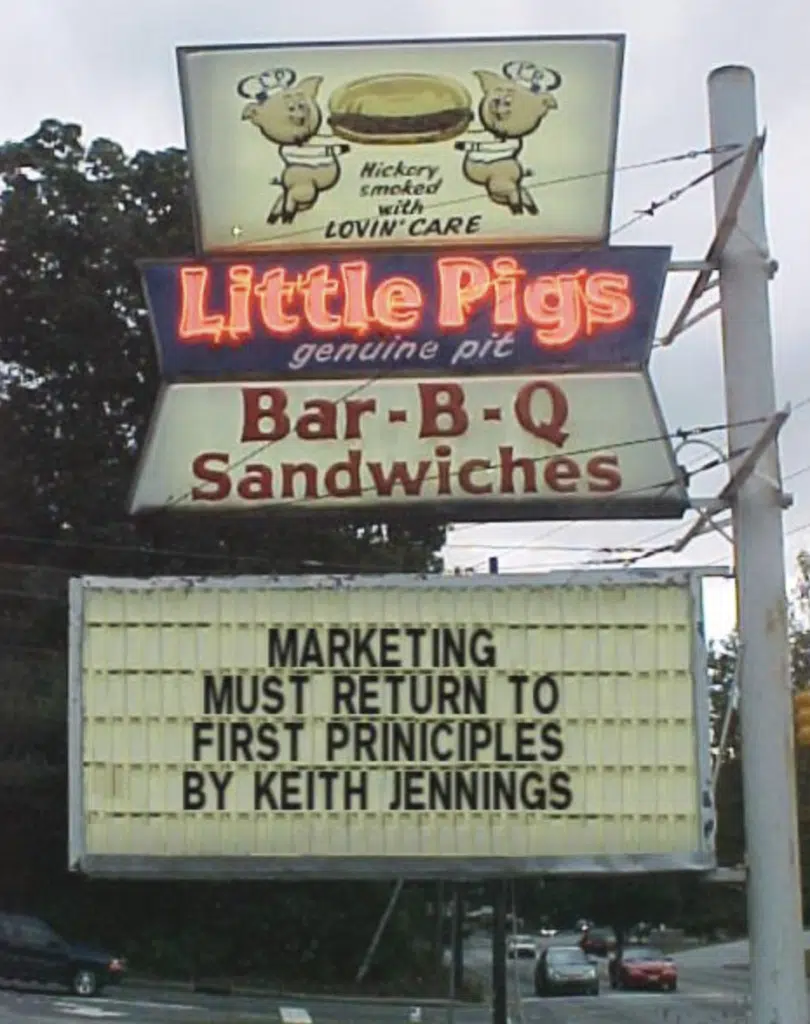 Hickory
smoked
with
LOVIN' CARE
Little Pigs
genuine pit
Bar-B-Q
Sandwiches
MARKETING
MUST RETURN TO
FIRST PRINICIPLES
BY KEITH JENNINGS